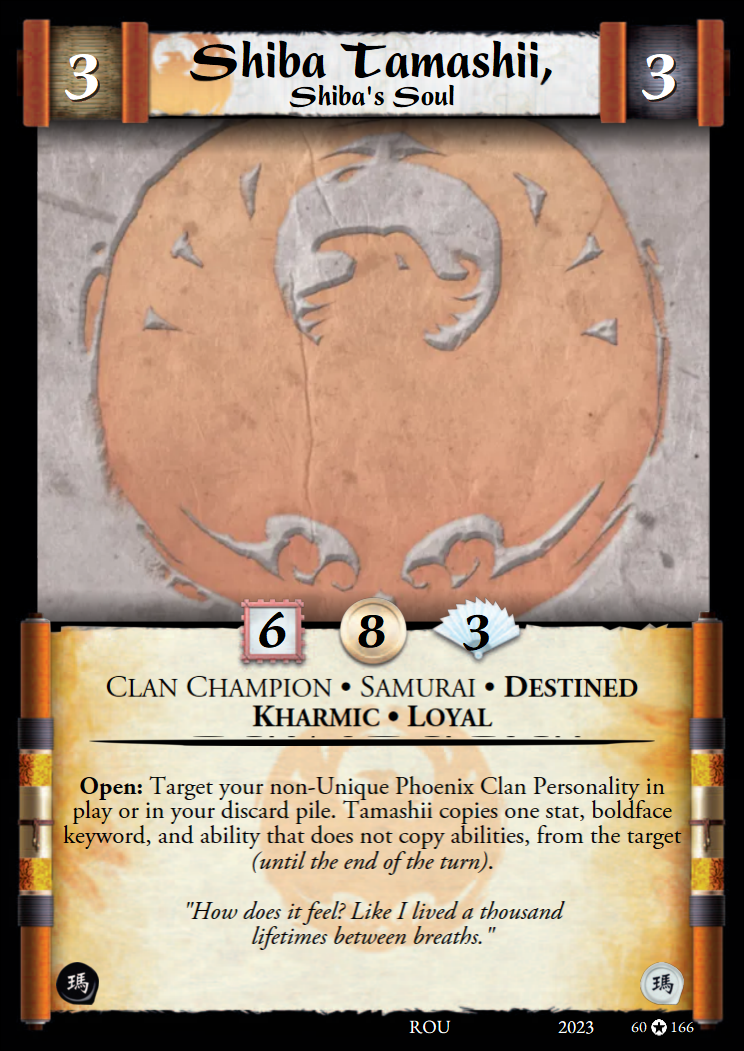 3
Shiba Tamashii,
Shiba's Soul
3
6 8 3
Clan Champion • Samurai • Destined
Kharmic • Loyal
Open: Target your non-Unique Phoenix Clan Personality in
play or in your discard pile. Tamashii copies one stat, boldface
keyword, and ability that does not copy abilities, from the target
(until the end of the turn).
"How does it feel? Like I lived a thousand
lifetimes between breaths."
瑪 瑪
ROU 2023 60 ✪ 166